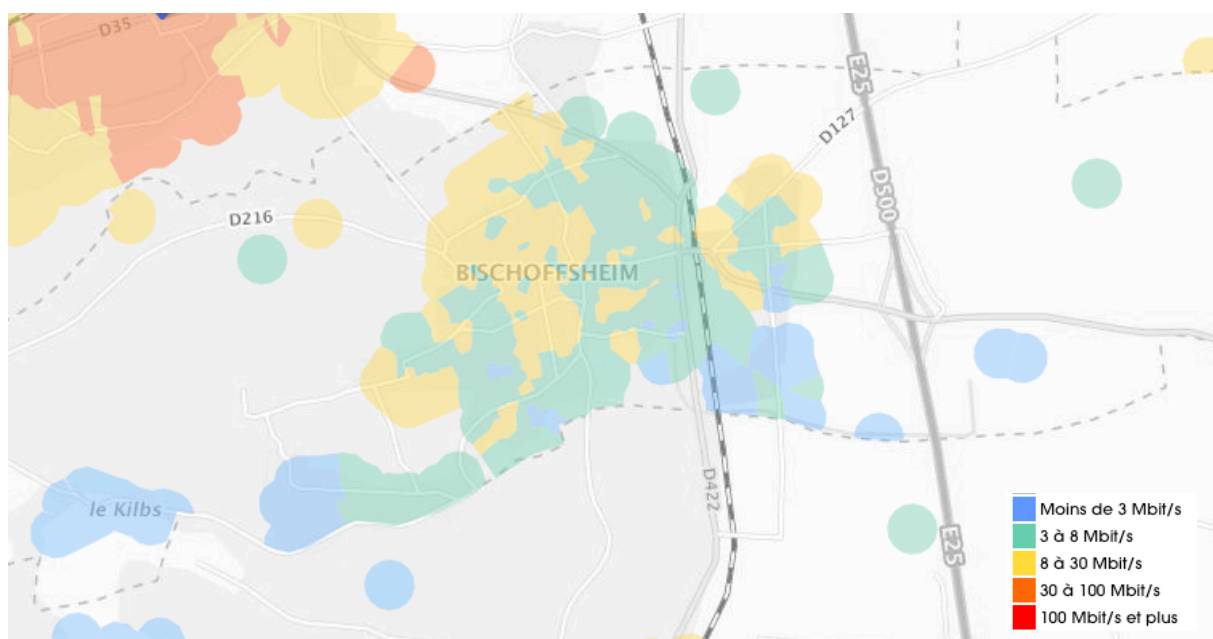 D35
E25
D127
D500
D216
BISCHOFFSHEIM
le Kilbs
D422
E25
Moins de 3 Mbit/s
3 à 8 Mbit/s
8 à 30 Mbit/s
30 à 100 Mbit/s
100 Mbit/s et plus